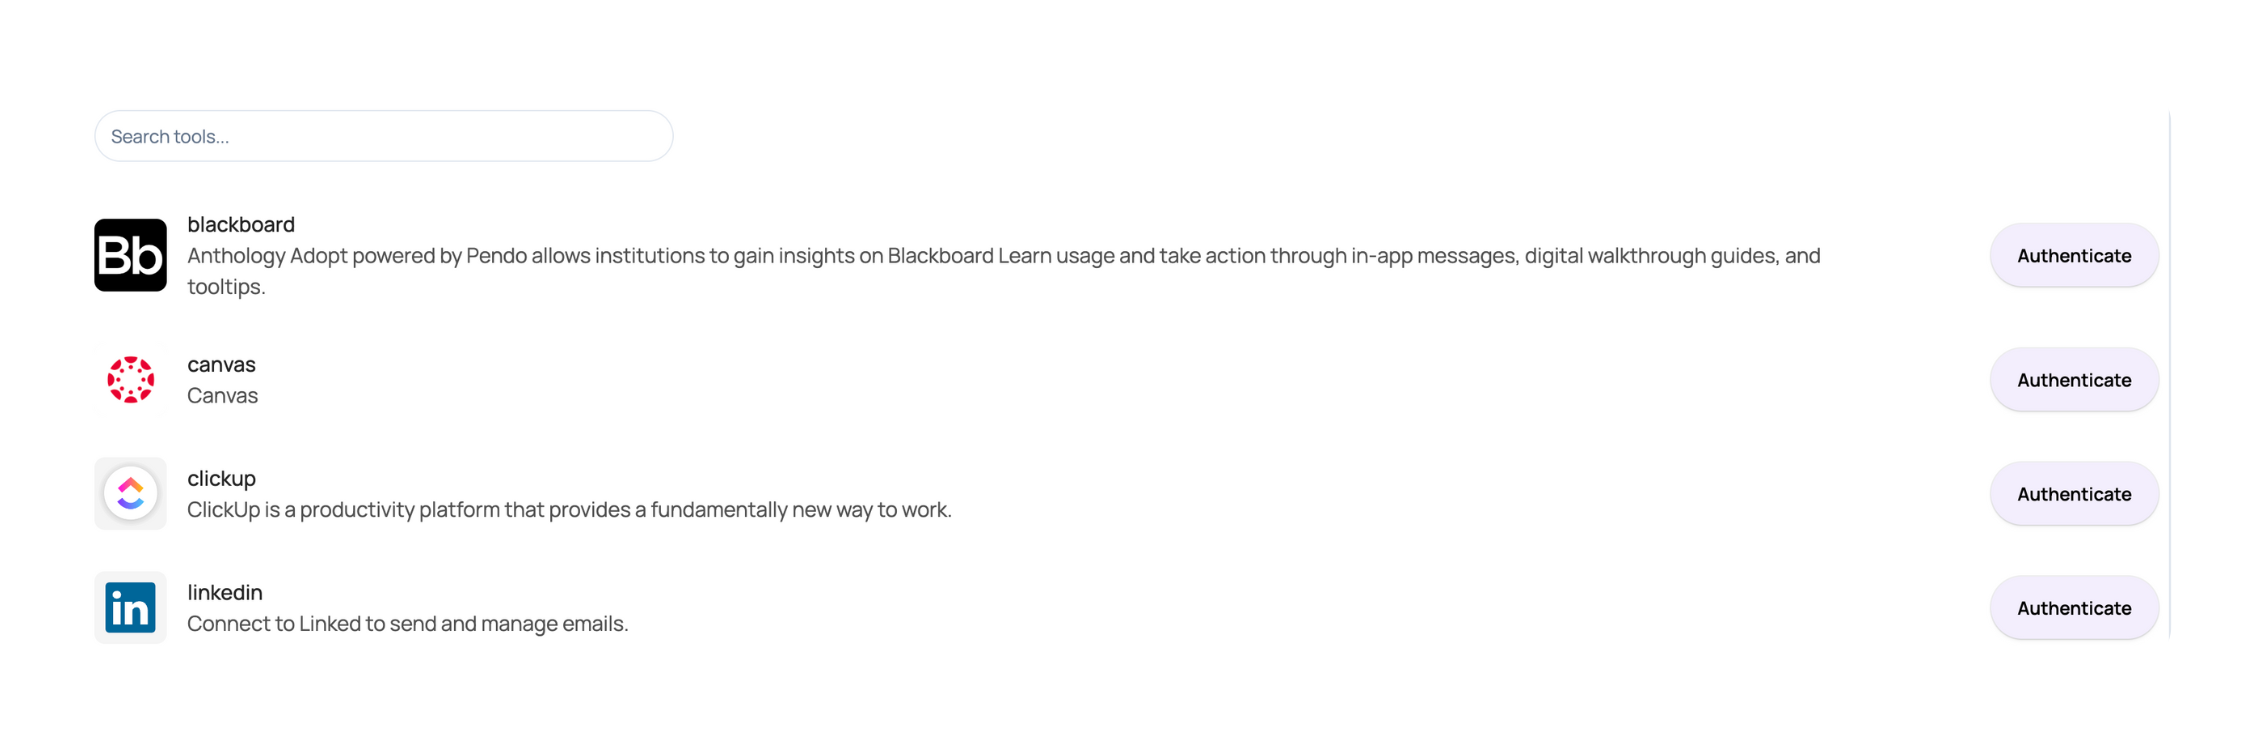 Search tools...
Bb
blackboard
Anthology Adopt powered by Pendo allows institutions to gain insights on Blackboard Learn usage and take action through in-app messages, digital walkthrough guides, and
tooltips.
Authenticate
canvas
Canvas
Authenticate
clickup
ClickUp is a productivity platform that provides a fundamentally new way to work.
Authenticate
in
linkedin
Connect to Linked to send and manage emails.
Authenticate